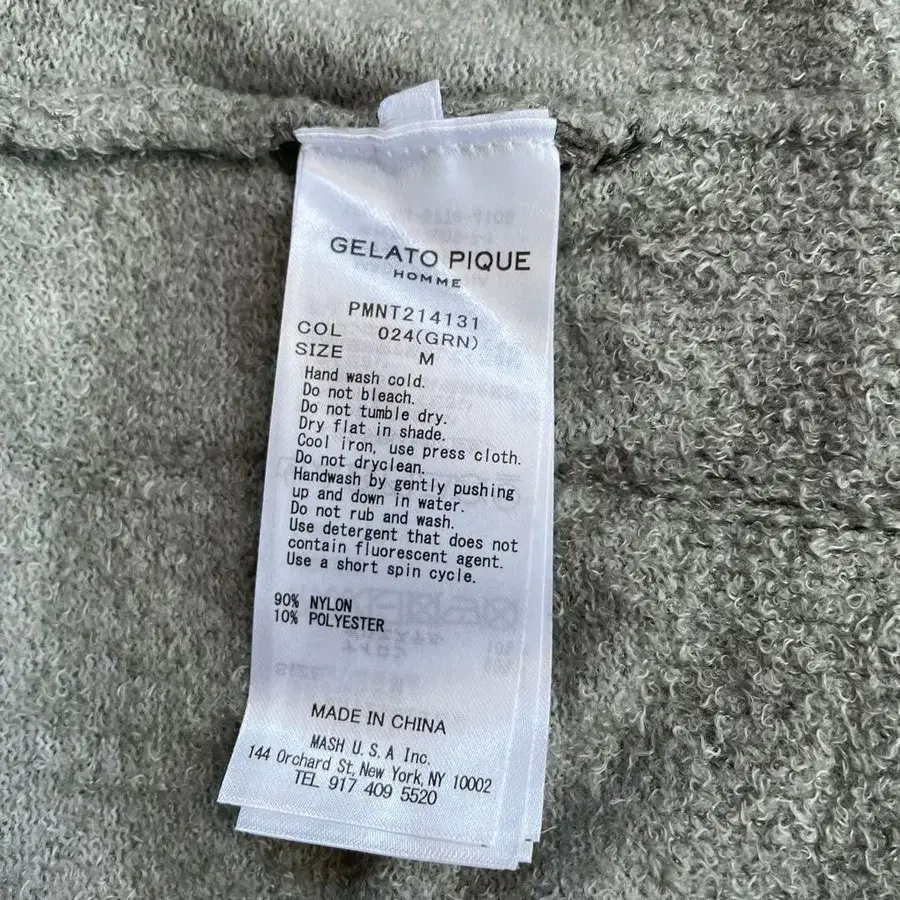 GELATO PIQUE
HOMME
PMNT214131
COL 024(GRN)
SIZE M
Hand wash cold.
Do not bleach.
Do not tumble dry.
Dry flat in shade.
Cool iron, use press cloth.
Do not dryclean.
Handwash by gently pushing
up and down in water.
Do not rub and wash.
Use detergent that does not
contain fluorescent agent.
Use a short spin cycle.
90% NYLON
10% POLYESTER
MADE IN CHINA
MASH U.S.A Inc.
144 Orchard St, New York, NY 10002
TEL 917 409 5520